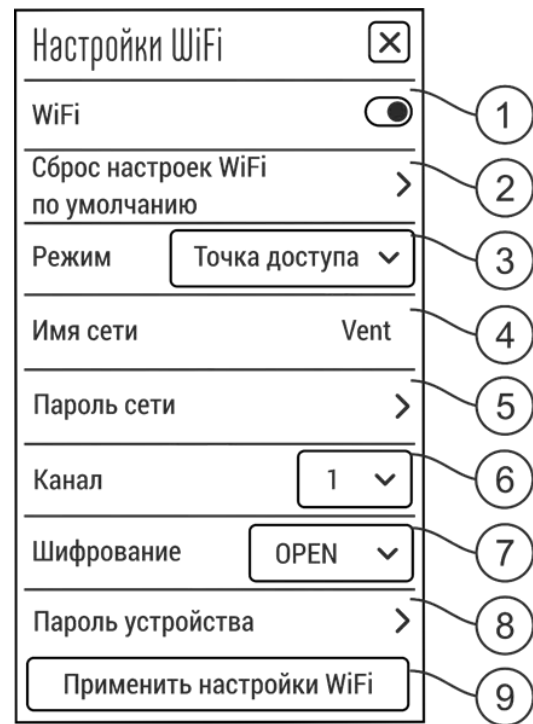 Настройки WiFi
WiFi
1
Сброс настроек WiFi
по умолчанию
2
Режим Точка доступа
3
Имя сети Vent
4
Пароль сети
5
Канал 1
6
Шифрование OPEN
7
Пароль устройства
8
Применить настройки WiFi
9